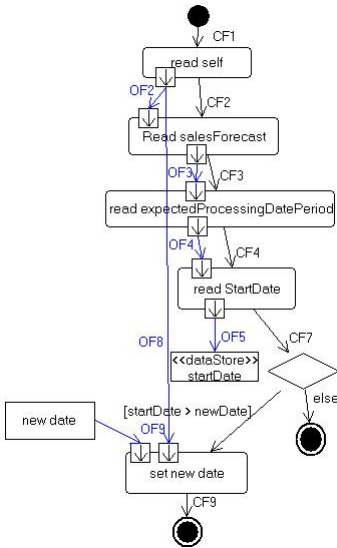 CF1
read self
OF2
CF2
Read salesForecast
OF3
CF3
read expectedProcessingDatePeriod
OF4
CF4
read StartDate
OF8
OF5
CF7
<<dataStore>>
startDate
else
[startDate > newDate]
new date
OF9
set new date
CF9